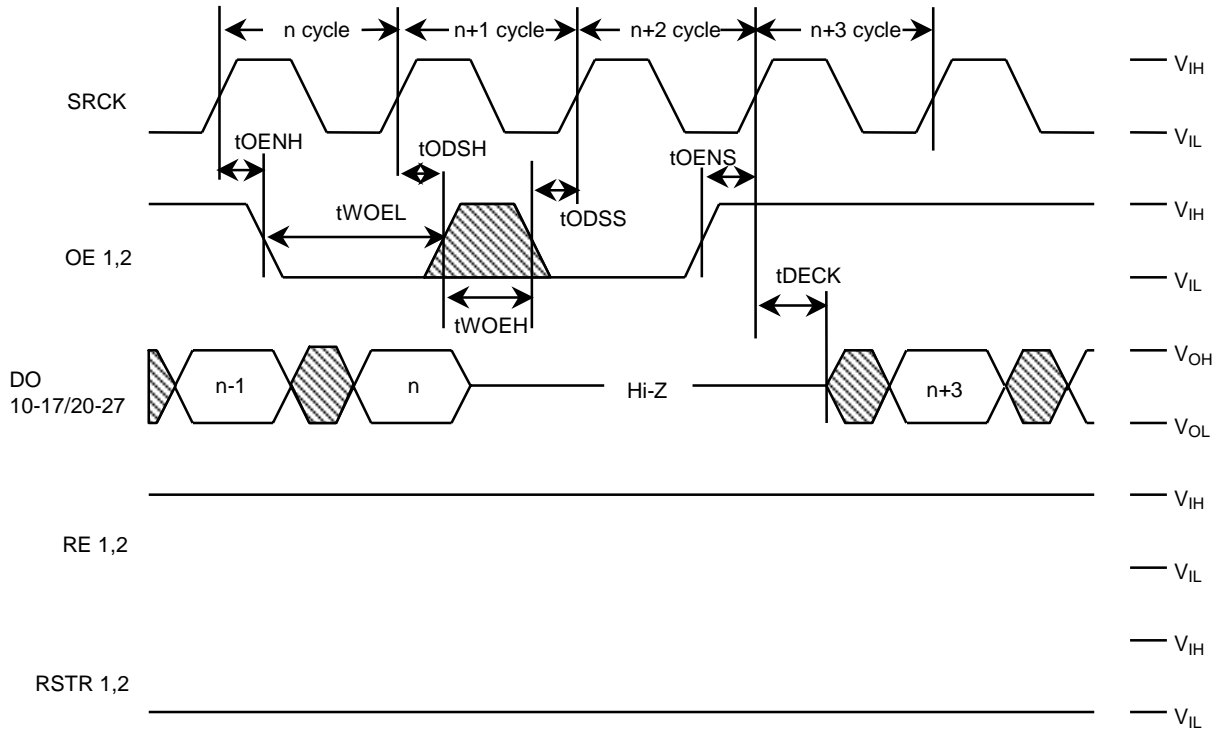 n cycle n+1 cycle n+2 cycle n+3 cycle
VIH
SRCK
VIL
tOENH tODSH tOENS
tWOEL tODSS VIH
OE 1,2
tDECK VIL
tWOEH
VOH
DO
10-17/20-27
n-1 n Hi-Z n+3
VOL
VIH
RE 1,2
VIL
VIH
RSTR 1,2
VIL